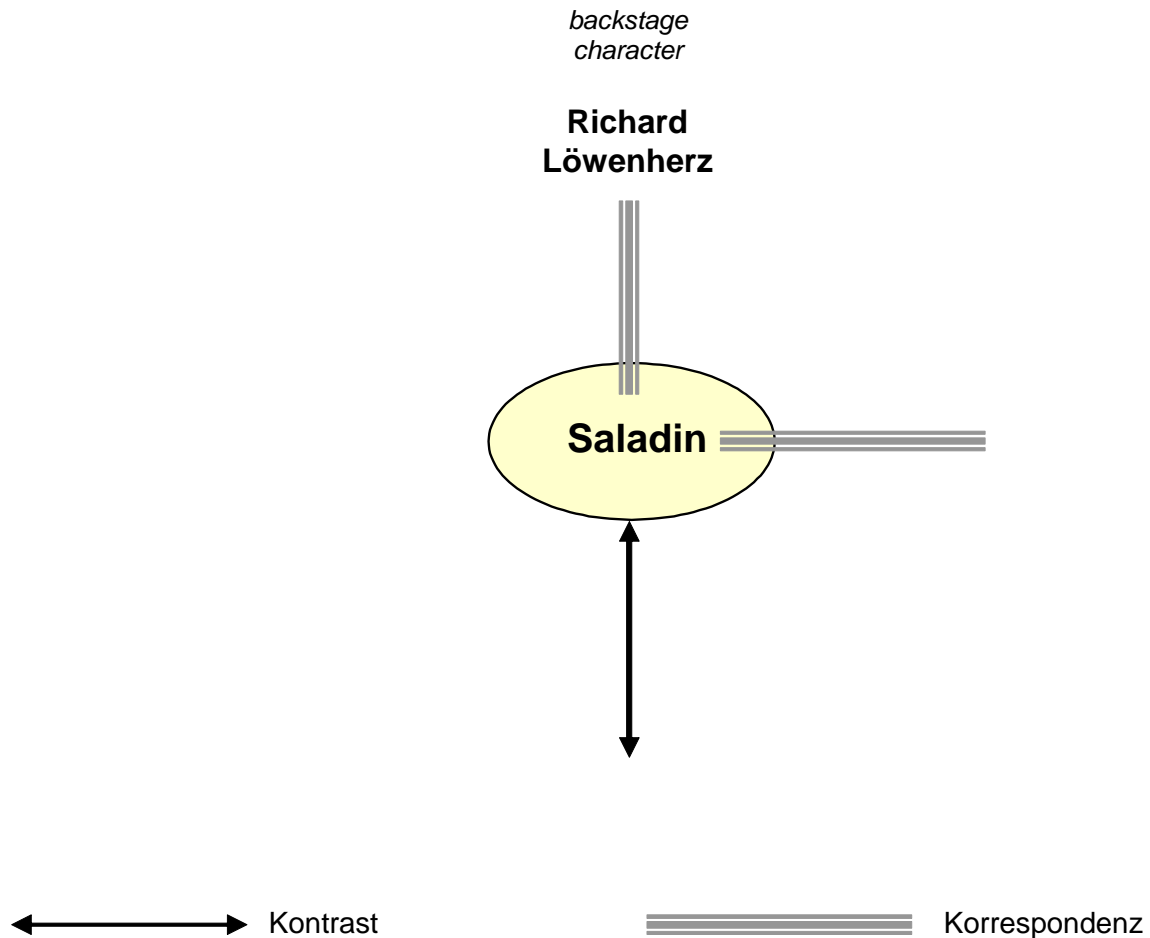 backstage
character
Richard
Löwenherz
Saladin
Kontrast
Korrespondenz